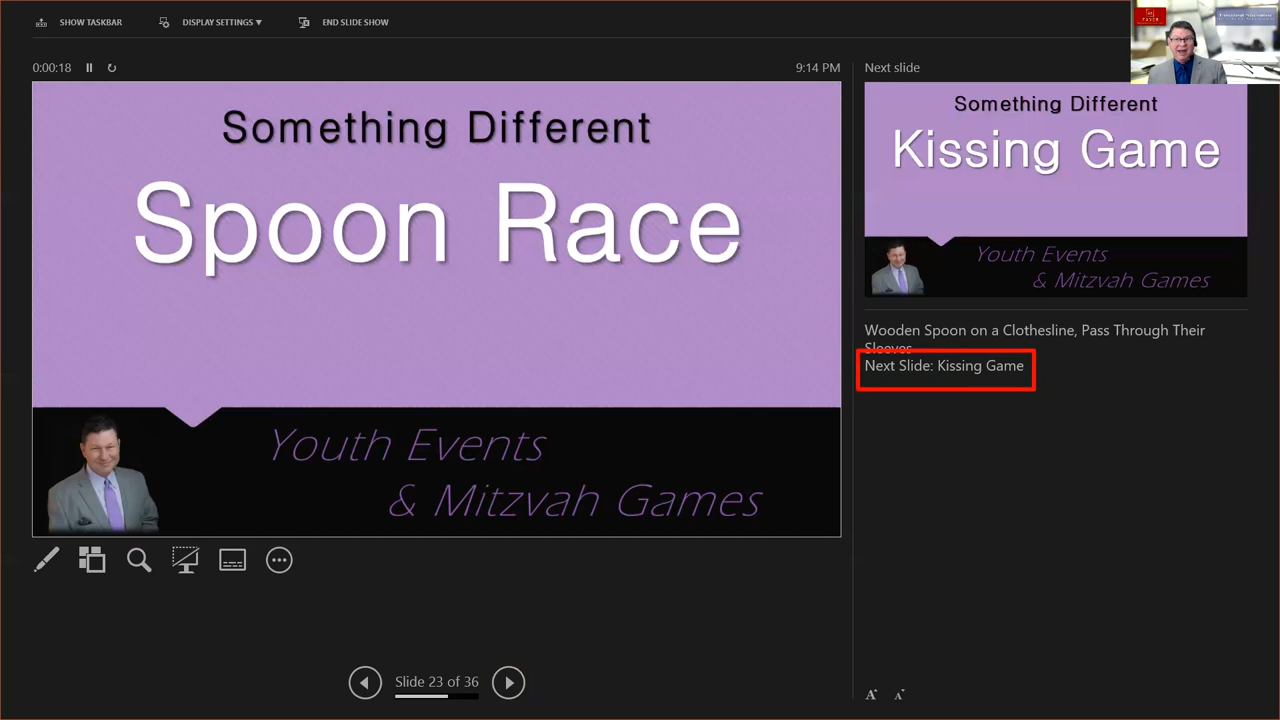 SHOW TASKBAR
DISPLAY SETTINGS ▼
END SLIDE SHOW
0:00:18
9:14 PM
Something Different
Spoon Race
Youth Events
& Mitzvah Games
Slide 23 of 36
Next slide
Something Different
Kissing Game
Youth Events
& Mitzvah Games
Wooden Spoon on a Clothesline, Pass Through Their
Sleeves
Next Slide: Kissing Game
A
A